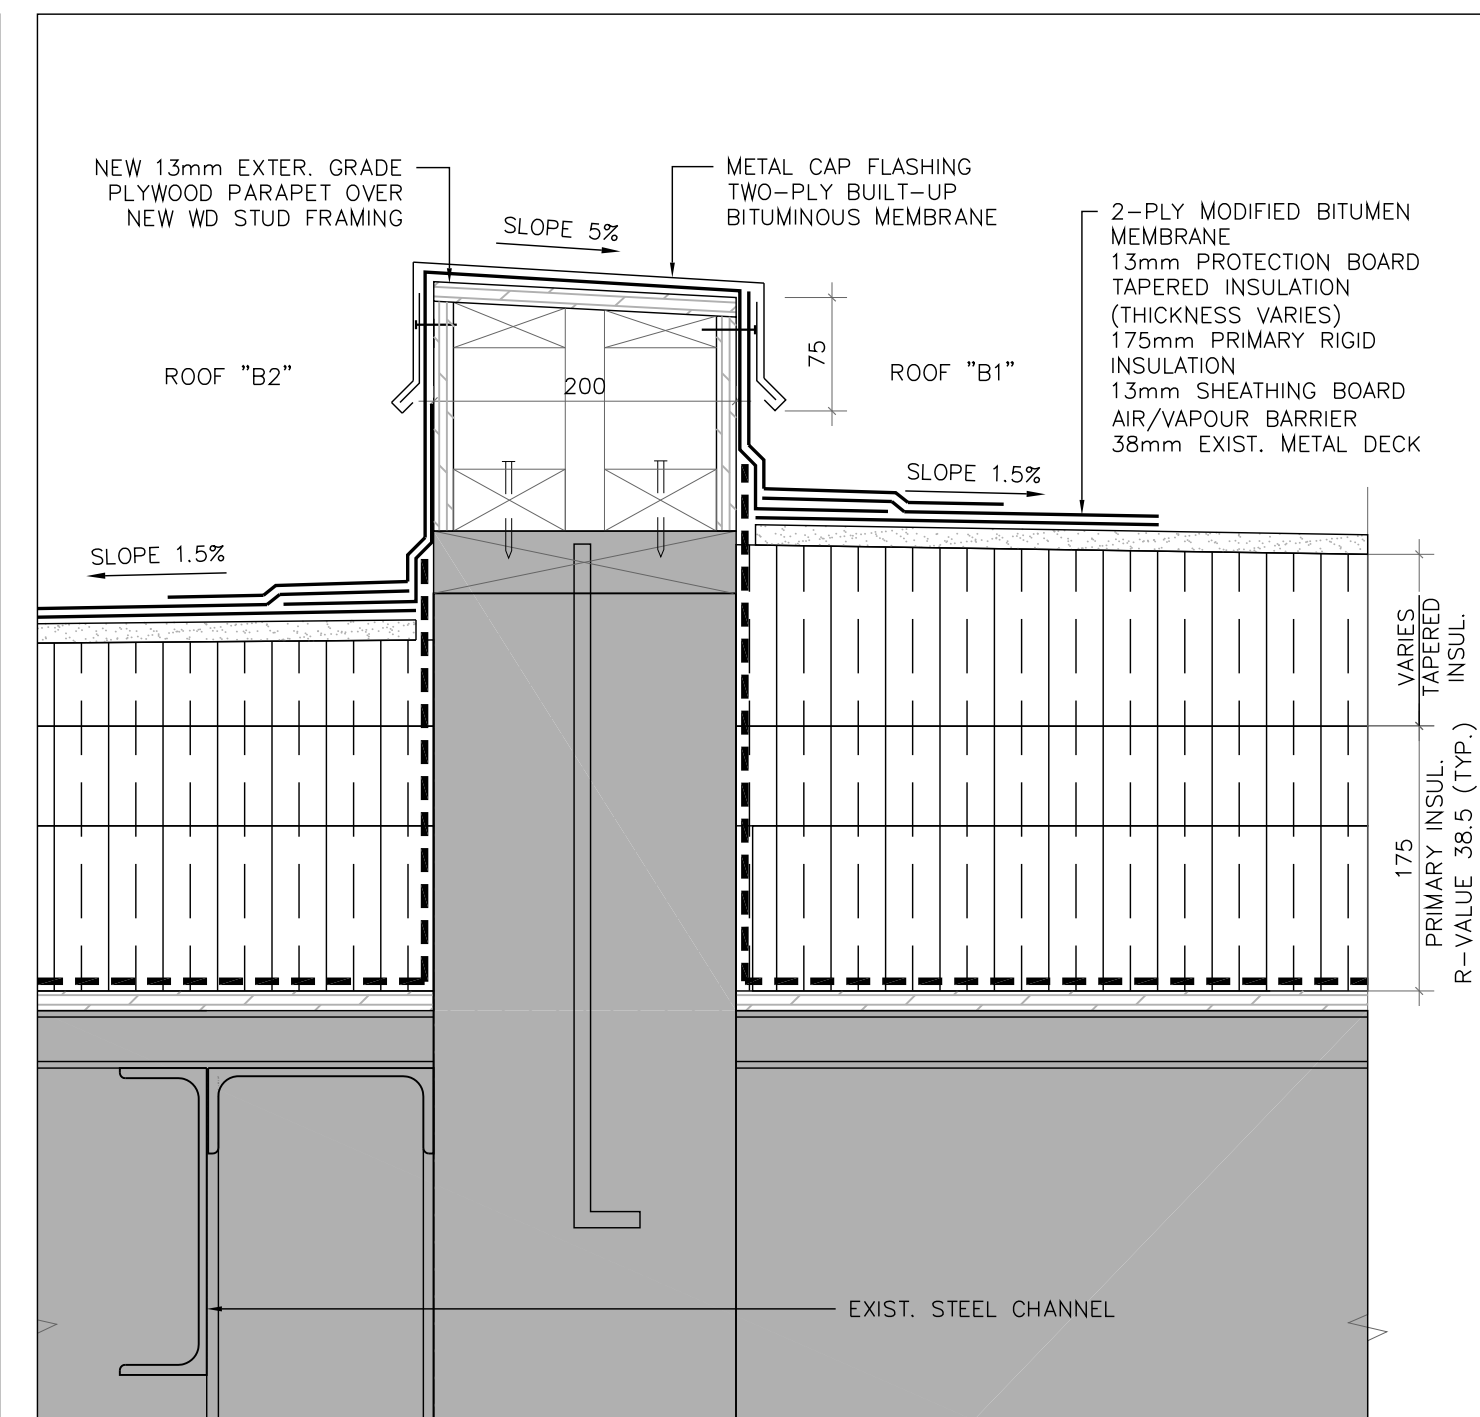 NEW 13mm EXTER. GRADE
PLYWOOD PARAPET OVER
NEW WD STUD FRAMING
SLOPE 5%
METAL CAP FLASHING
TWO-PLY BUILT-UP
BITUMINOUS MEMBRANE
2-PLY MODIFIED BITUMEN
MEMBRANE
13mm PROTECTION BOARD
TAPERED INSULATION
(THICKNESS VARIES)
175mm PRIMARY RIGID
INSULATION
13mm SHEATHING BOARD
AIR/VAPOUR BARRIER
38mm EXIST. METAL DECK
ROOF "B2"
200
75
ROOF "B1"
SLOPE 1.5%
SLOPE 1.5%
VARIES
TAPERED
INSUL.
175
PRIMARY INSUL.
R-VALUE 38.5 (TYP.)
EXIST. STEEL CHANNEL